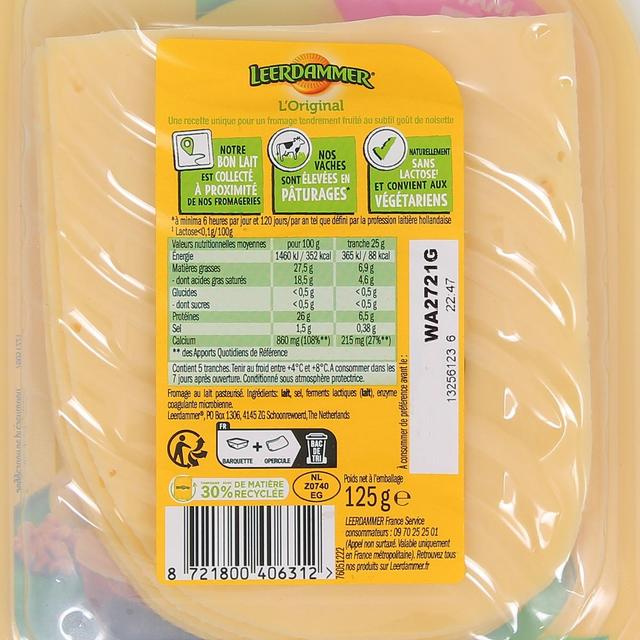 LEERDAMMER®
L'Original
Une recette unique pour un fromage tendrement fruité au subtil goût de noisette
NOTRE
BON LAIT
EST COLLECTÉ
À PROXIMITÉ
DE NOS FROMAGERIES
NOS
VACHES
SONT ÉLEVÉES EN
PÂTURAGES*
NATURELLEMENT
SANS
LACTOSE¹
ET CONVIENT AUX
VÉGÉTARIENS
*à minima 6 heures par jour et 120 jours/par an tel que défini par la profession laitière hollandaise
¹ Lactose<0,1g/100g
Valeurs nutritionnelles moyennes pour 100 g tranche 25 g
Énergie 1460 kJ / 352 kcal 365 kJ / 88 kcal
Matières grasses 27,5 g 6,9 g
- dont acides gras saturés 18,5 g 4,6 g
Glucides <0,5 g <0,5 g
- dont sucres <0,5 g <0,5 g
Protéines 26 g 6,5 g
Sel 1,5 g 0,38 g
Calcium 860 mg (108%**) 215 mg (27%**)
** des Apports Quotidiens de Référence
Contient 5 tranches. Tenir au froid entre +4°C et +8°C. A consommer dans les
7 jours après ouverture. Conditionné sous atmosphère protectrice.
Fromage au lait pasteurisé. Ingrédients: lait, sel, ferments lactiques (lait), enzyme
coagulante microbienne.
Leerdammer®, PO Box 1306, 4145 ZG Schoonrewoerd, The Netherlands
FR
BARQUETTE + OPERCULE
BAC
DE
TRI
30% DE MATIÈRE
RECYCLÉE
NL
Z0740
EG
Poids net à l'emballage
125 g e
LEERDAMMER France Service
consommateurs : 09 70 25 25 01
(Appel non surtaxé. Valable uniquement
en France métropolitaine). Retrouvez tous
nos produits sur Leerdammer.fr
8 721800 406312 >
76051222
À consommer de préférence avant le :
WA2721G
13256123 6 22:47